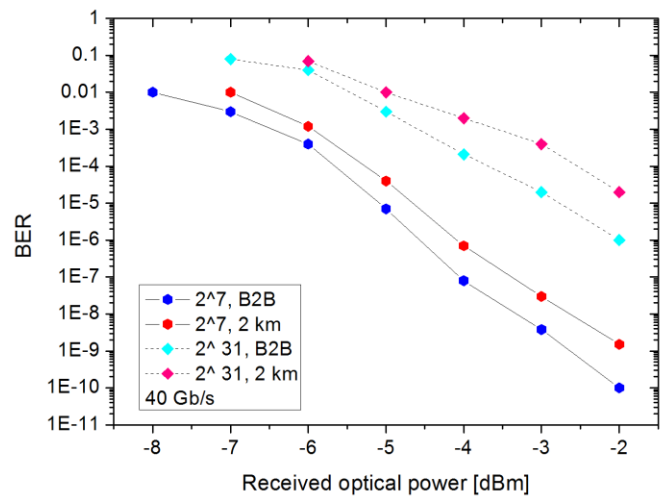 1
0.1
0.01
1E-3
1E-4
1E-5
1E-6
1E-7
1E-8
1E-9
1E-10
1E-11
BER
2^7, B2B
2^7, 2 km
2^ 31, B2B
2^ 31, 2 km
40 Gb/s
-8 -7 -6 -5 -4 -3 -2
Received optical power [dBm]